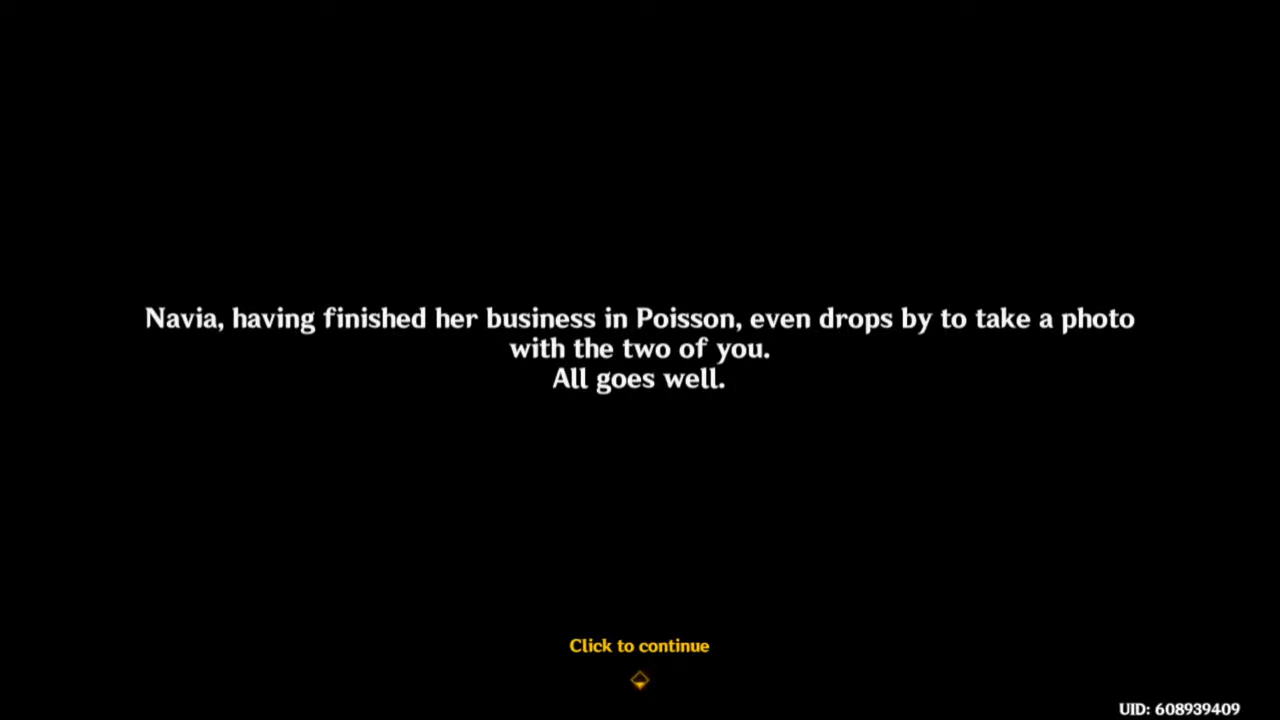 Navia, having finished her business in Poisson, even drops by to take a photo
with the two of you.
All goes well.
Click to continue
UID: 608939409